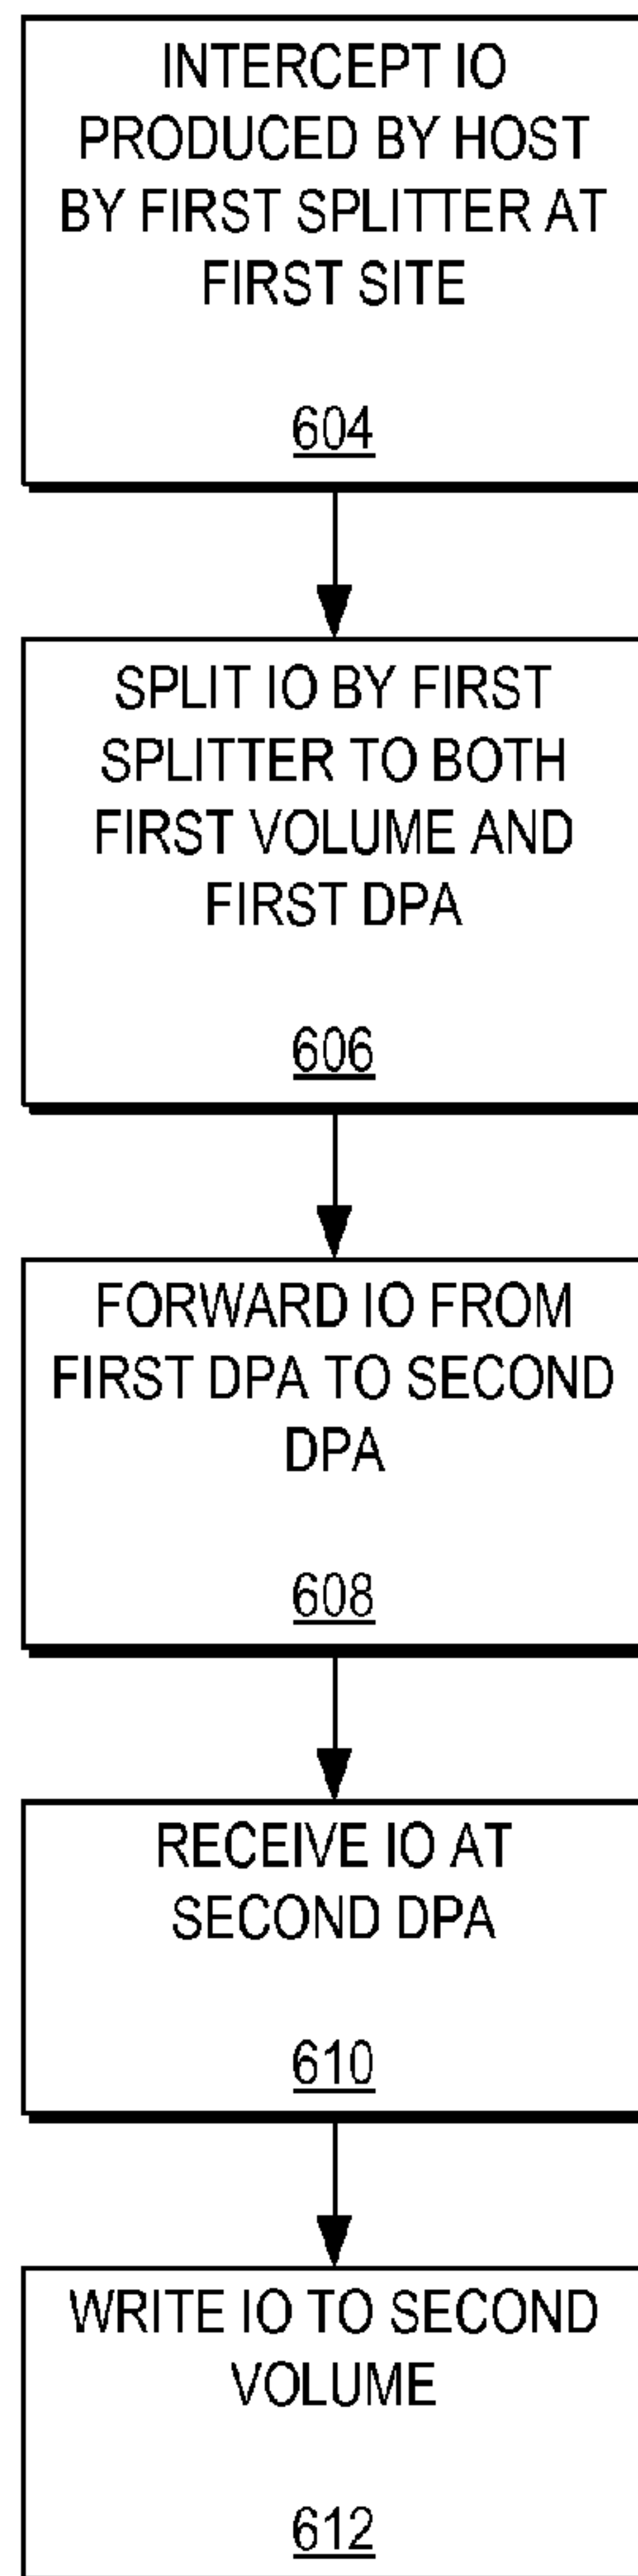 INTERCEPT IO
PRODUCED BY HOST
BY FIRST SPLITTER AT
FIRST SITE
604
SPLIT IO BY FIRST
SPLITTER TO BOTH
FIRST VOLUME AND
FIRST DPA
606
FORWARD IO FROM
FIRST DPA TO SECOND
DPA
608
RECEIVE IO AT
SECOND DPA
610
WRITE IO TO SECOND
VOLUME
612